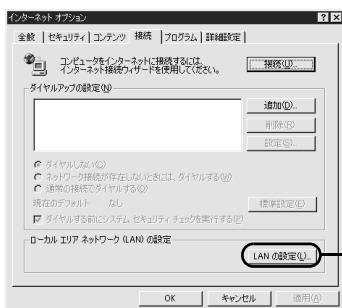 インターネット オプション
全般 セキュリティ コンテンツ 接続 プログラム 詳細設定
コンピュータをインターネットに接続するには、
インターネット接続ウィザードを使用してください。
接続(U)...
ダイヤルアップの設定(N)
追加(D)...
削除(R)
設定(S)...
ダイヤルしない(C)
ネットワーク接続が存在しないときには、ダイヤルする(W)
通常の接続でダイヤルする(O)
現在のデフォルト なし
標準設定(E)
ダイヤルする前にシステム セキュリティ チェックを実行する(P)
ローカル エリア ネットワーク (LAN) の設定
LAN の設定(L)...
OK キャンセル 適用(A)